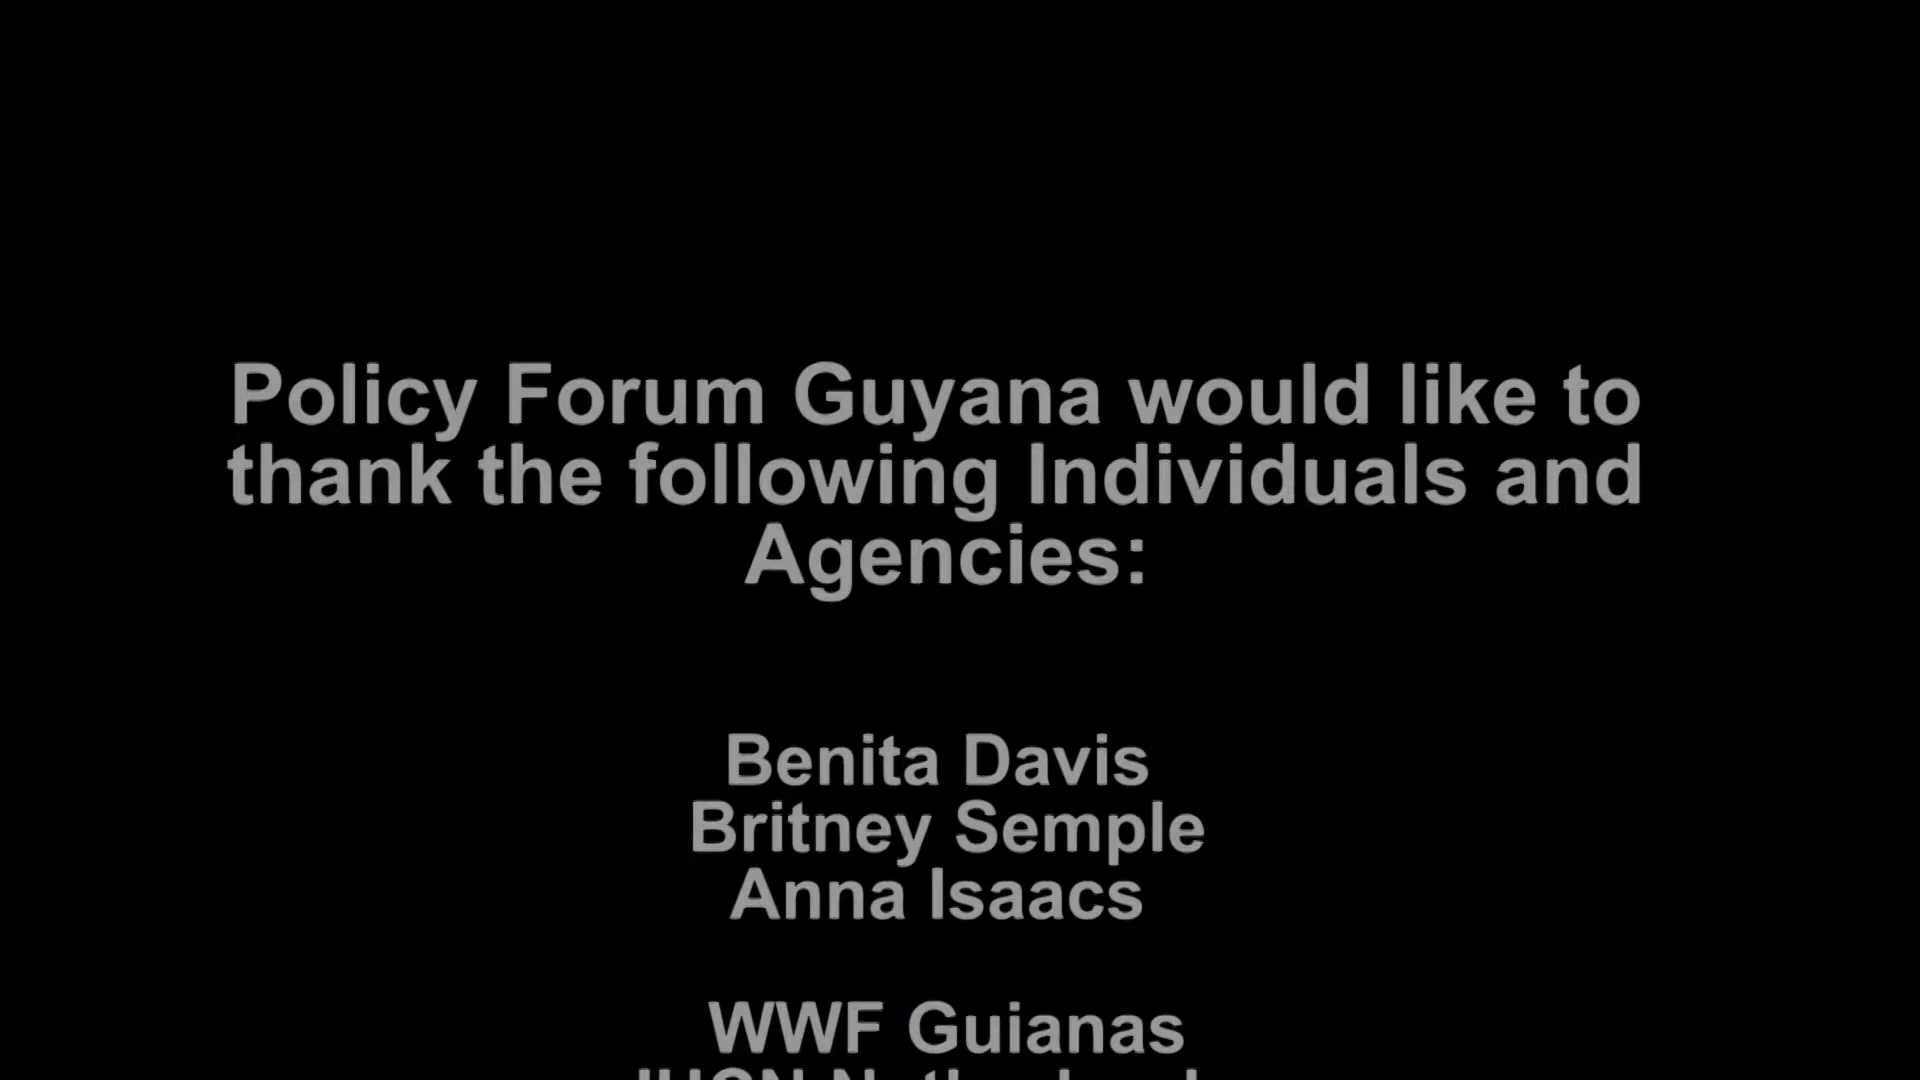 Policy Forum Guyana would like to
thank the following Individuals and
Agencies:
Benita Davis
Britney Semple
Anna Isaacs
WWF Guianas